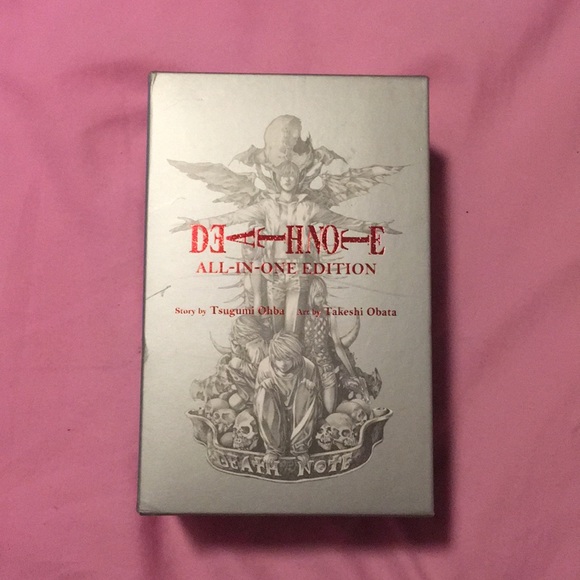 DEATH NOTE
ALL-IN-ONE EDITION
Story by Tsugumi Ohba Art by Takeshi Obata
DEATH NOTE